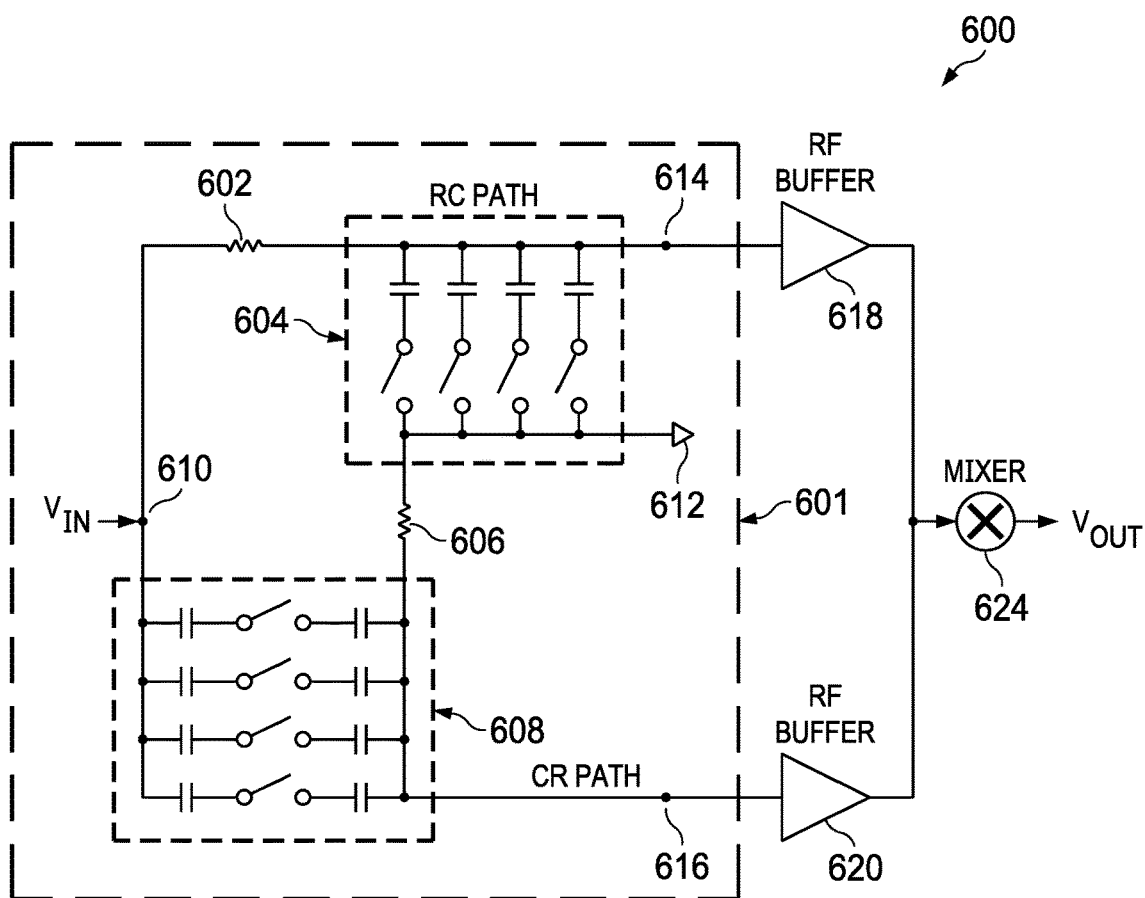 600
RF
BUFFER
602
RC PATH
614
604
618
612
610
V IN
601
MIXER
606
V OUT
624
608
RF
BUFFER
CR PATH
616
620